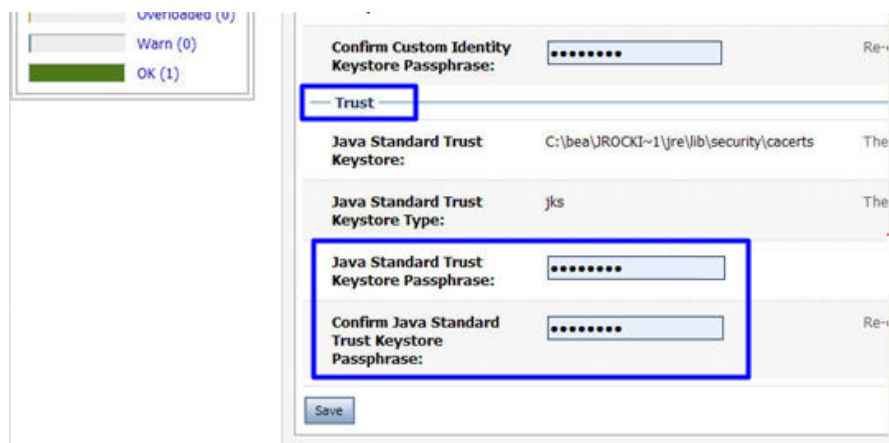 Overloaded (0)
Warn (0)
OK (1)
Confirm Custom Identity
Keystore Passphrase:
••••••••
Trust
Java Standard Trust
Keystore:
C:\bea\JROCKI~1\jre\lib\security\cacerts
The
Java Standard Trust
Keystore Type:
jks
The
Java Standard Trust
Keystore Passphrase:
••••••••
Confirm Java Standard
Trust Keystore
Passphrase:
••••••••
Save